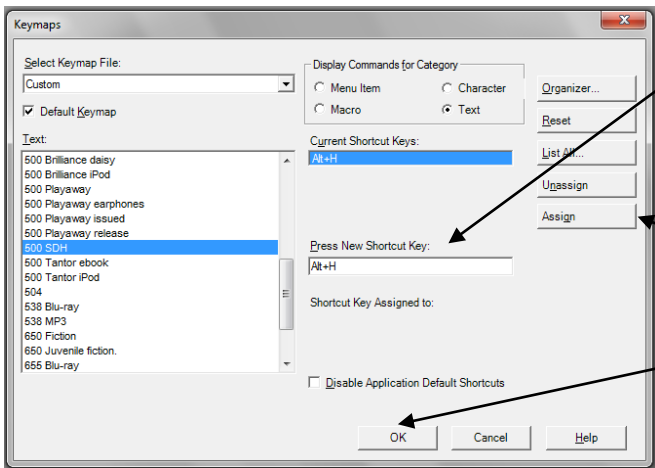 Keymaps
Select Keymap File:
Custom
Default Keymap
Text:
500 Brilliance daisy
500 Brilliance iPod
500 Playaway
500 Playaway earphones
500 Playaway issued
500 Playaway release
500 SDH
500 Tantor ebook
500 Tantor iPod
504
538 Blu-ray
538 MP3
650 Fiction
650 Juvenile fiction.
655 Blu-ray
Display Commands for Category
Menu Item
Character
Macro
Text
Current Shortcut Keys:
Alt+H
Press New Shortcut Key:
Alt+H
Shortcut Key Assigned to:
Disable Application Default Shortcuts
Organizer...
Reset
List All...
Unassign
Assign
OK
Cancel
Help